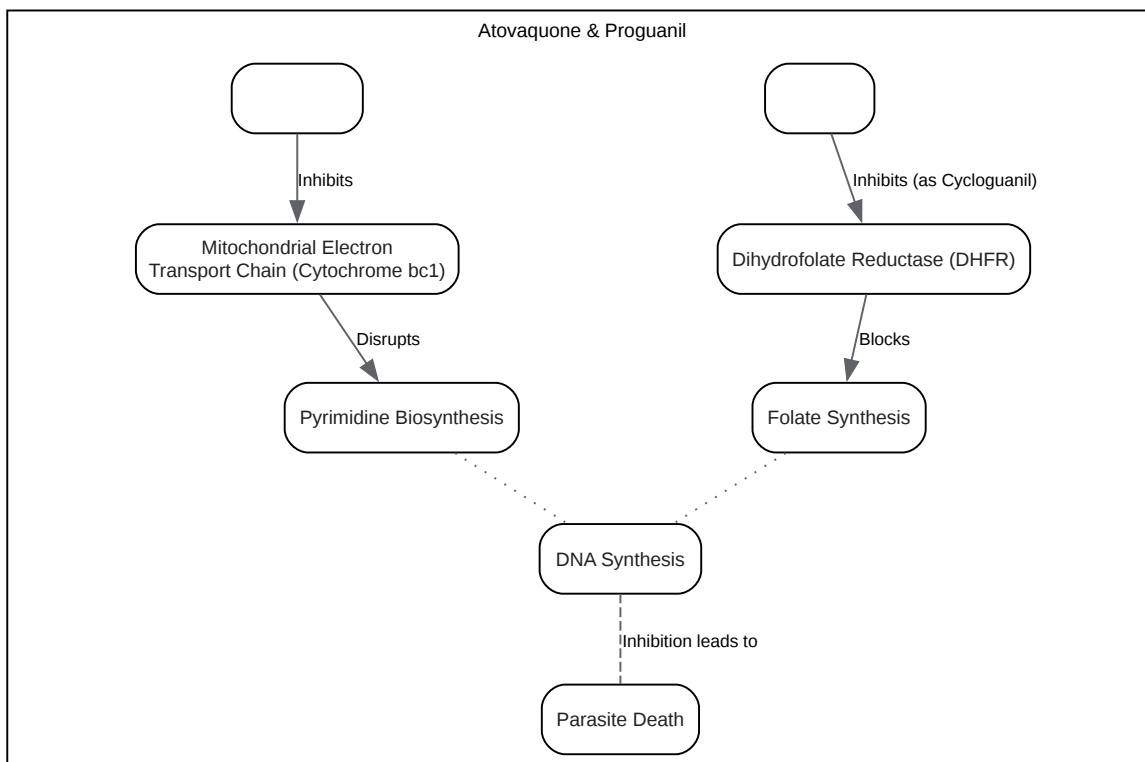 Atovaquone & Proguanil
Inhibits
Inhibits (as Cycloguanil)
Mitochondrial Electron
Transport Chain (Cytochrome bc1)
Dihydrofolate Reductase (DHFR)
Disrupts
Blocks
Pyrimidine Biosynthesis
Folate Synthesis
DNA Synthesis
Inhibition leads to
Parasite Death